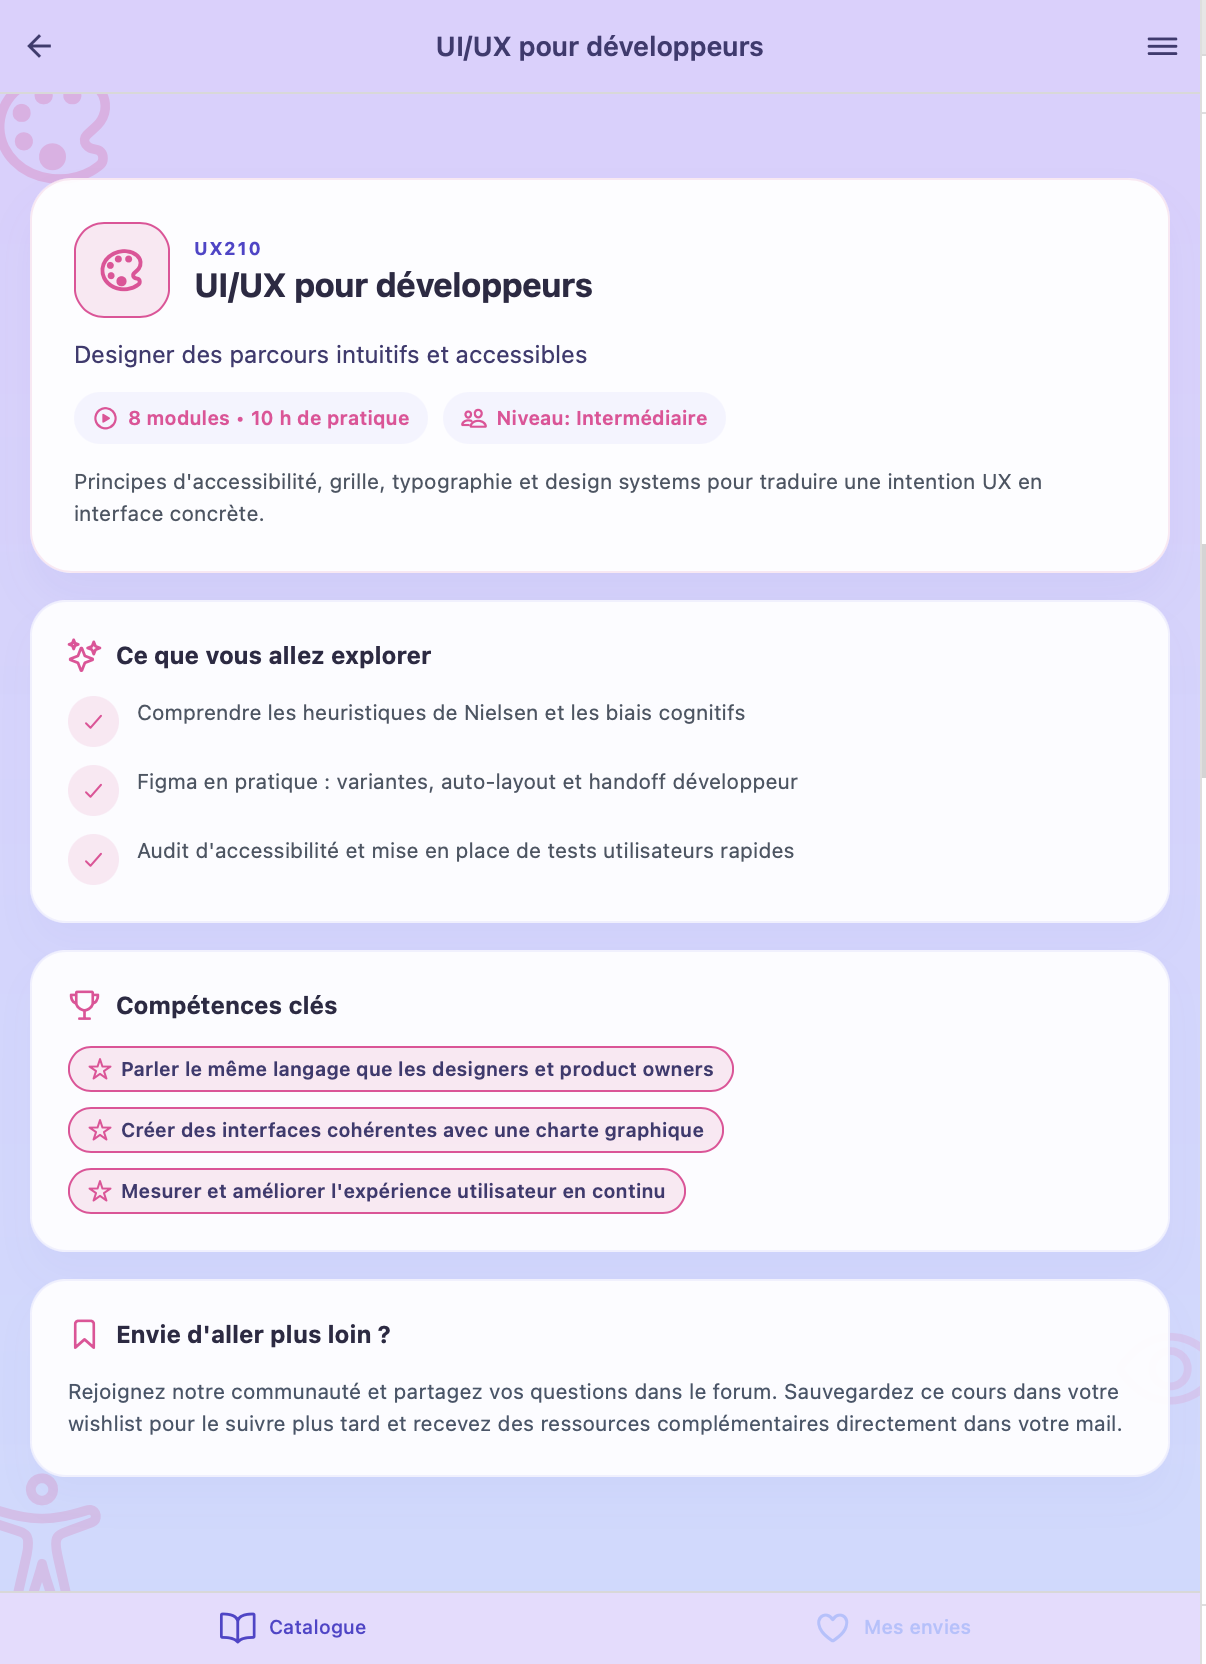 UI/UX pour développeurs
UX210
UI/UX pour développeurs
Designer des parcours intuitifs et accessibles
8 modules • 10 h de pratique
Niveau: Intermédiaire
Principes d'accessibilité, grille, typographie et design systems pour traduire une intention UX en
interface concrète.
Ce que vous allez explorer
Comprendre les heuristiques de Nielsen et les biais cognitifs
Figma en pratique : variantes, auto-layout et handoff développeur
Audit d'accessibilité et mise en place de tests utilisateurs rapides
Compétences clés
Parler le même langage que les designers et product owners
Créer des interfaces cohérentes avec une charte graphique
Mesurer et améliorer l'expérience utilisateur en continu
Envie d'aller plus loin ?
Rejoignez notre communauté et partagez vos questions dans le forum. Sauvegardez ce cours dans votre
wishlist pour le suivre plus tard et recevez des ressources complémentaires directement dans votre mail.
Catalogue
Mes envies